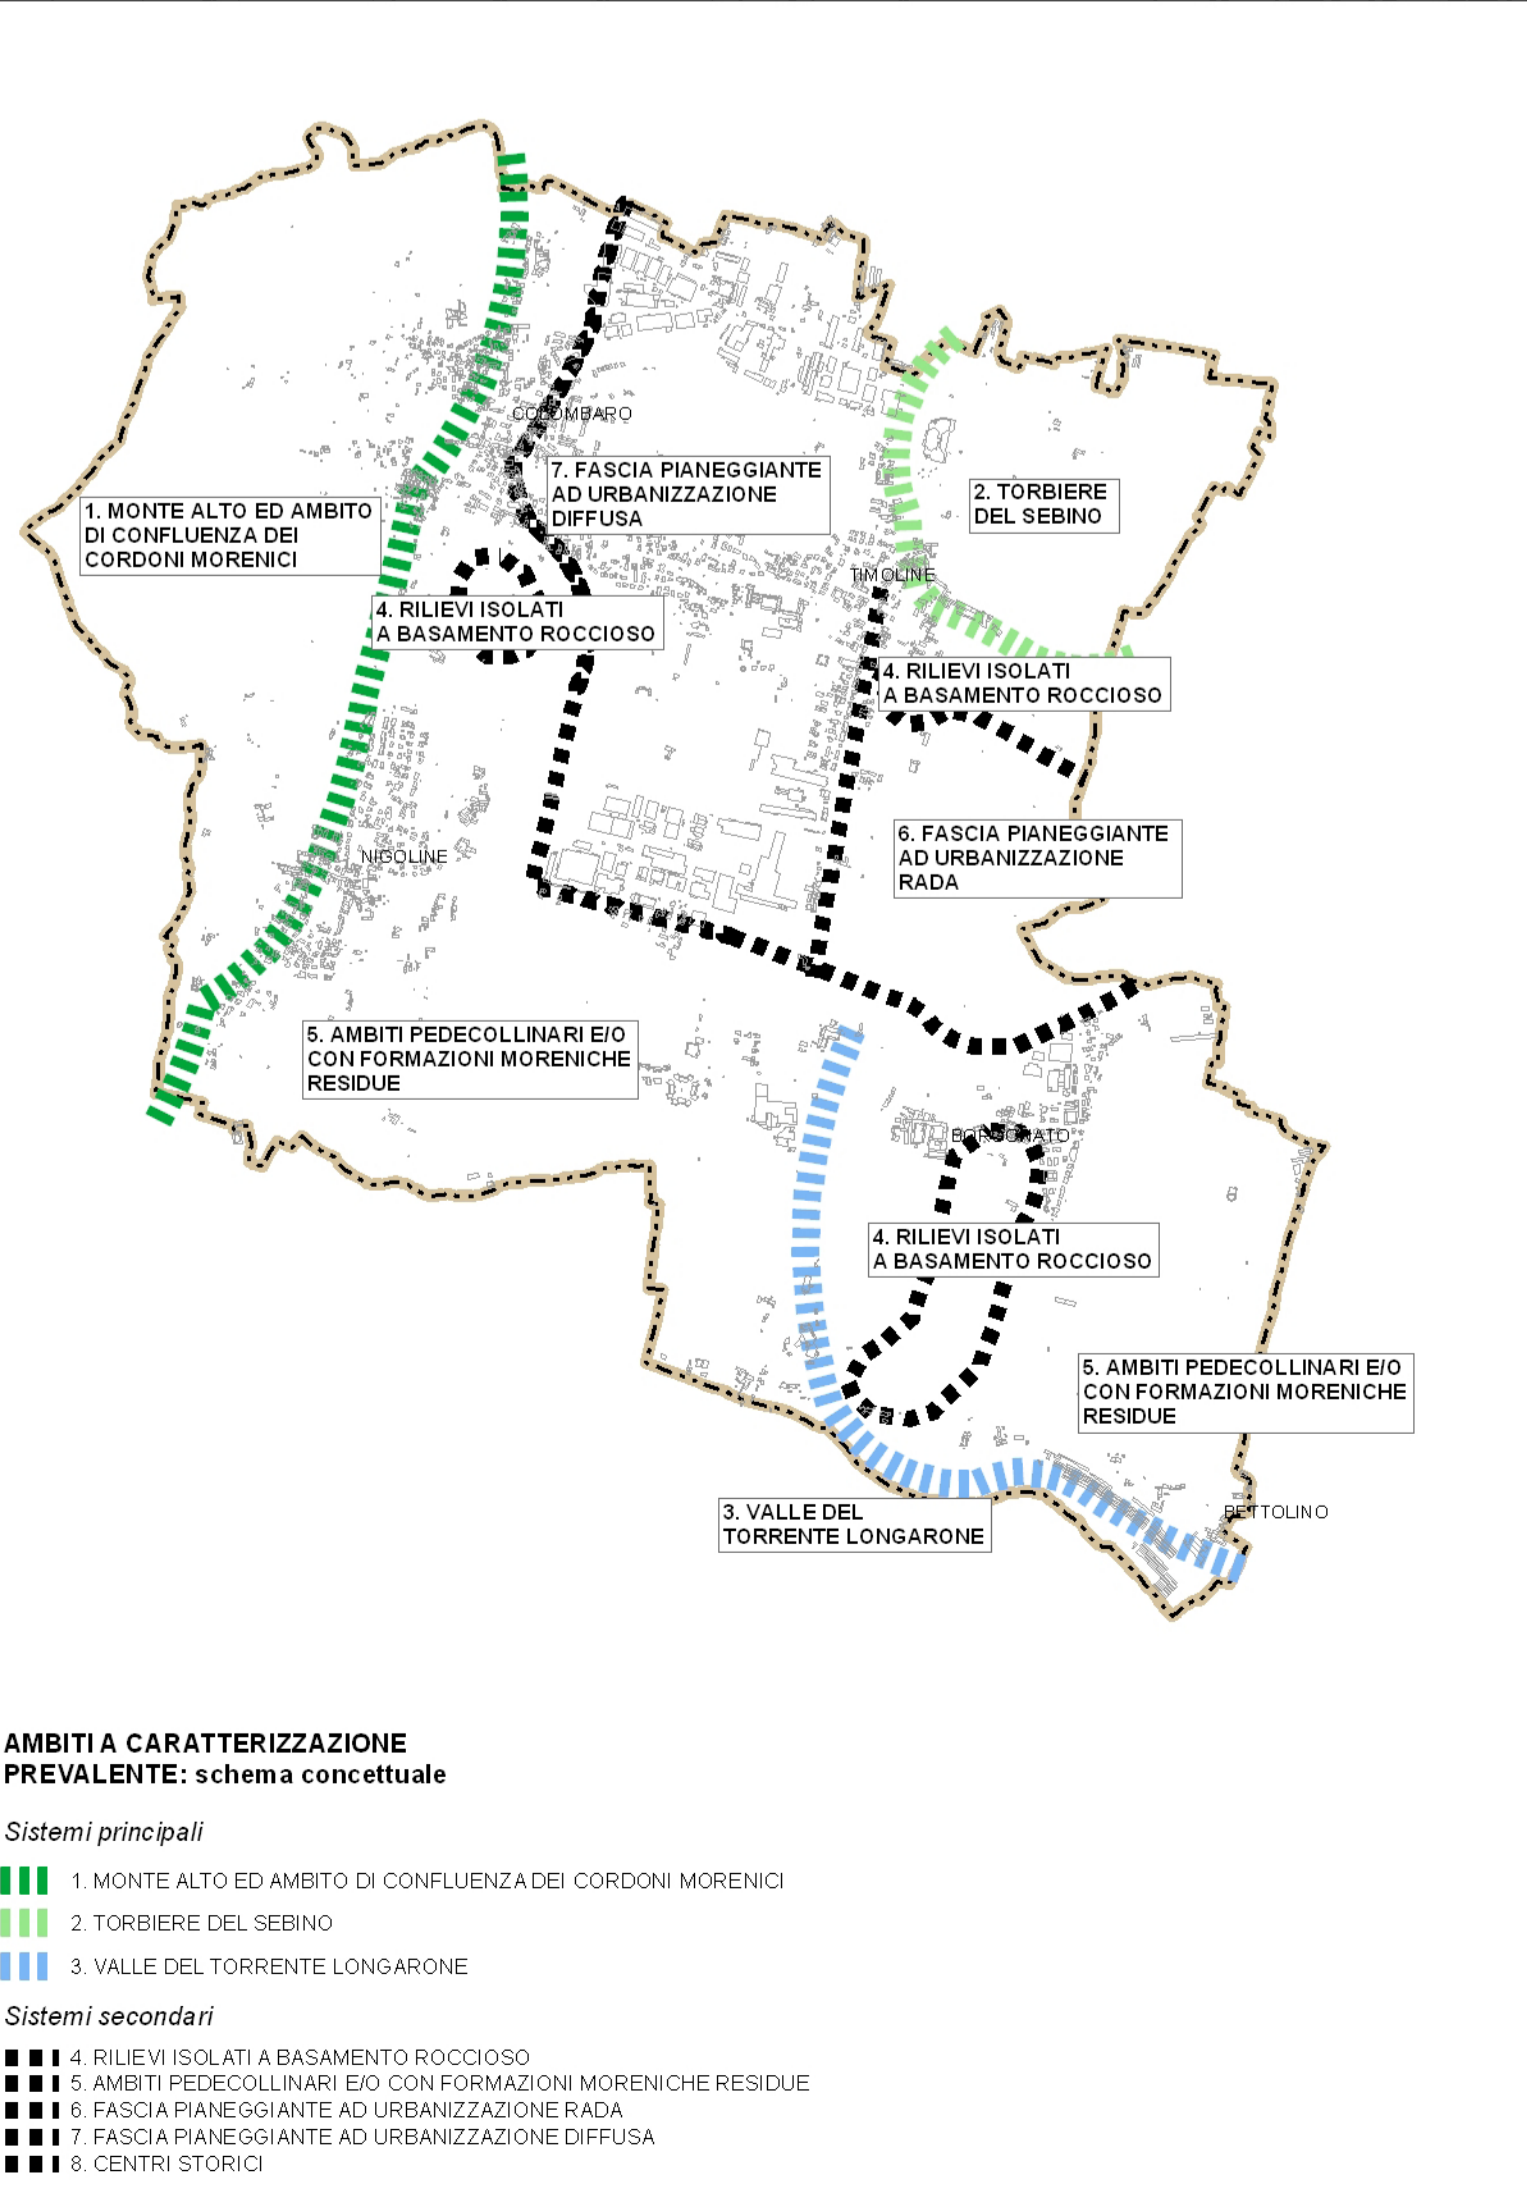 COLOMBARO
7. FASCIA PIANEGGIANTE
AD URBANIZZAZIONE
DIFFUSA
2. TORBIERE
DEL SEBINO
1. MONTE ALTO ED AMBITO
DI CONFLUENZA DEI
CORDONI MORENICI
TIMOLINE
4. RILIEVI ISOLATI
A BASAMENTO ROCCIOSO
4. RILIEVI ISOLATI
A BASAMENTO ROCCIOSO
6. FASCIA PIANEGGIANTE
AD URBANIZZAZIONE
RADA
NIGOLINE
5. AMBITI PEDECOLLINARI E/O
CON FORMAZIONI MORENICHE
RESIDUE
BORGONATO
4. RILIEVI ISOLATI
A BASAMENTO ROCCIOSO
5. AMBITI PEDECOLLINARI E/O
CON FORMAZIONI MORENICHE
RESIDUE
3. VALLE DEL
TORRENTE LONGARONE
BETTOLINO
AMBITI A CARATTERIZZAZIONE
PREVALENTE: schema concettuale
Sistemi principali
1. MONTE ALTO ED AMBITO DI CONFLUENZA DEI CORDONI MORENICI
2. TORBIERE DEL SEBINO
3. VALLE DEL TORRENTE LONGARONE
Sistemi secondari
4. RILIEVI ISOLATI A BASAMENTO ROCCIOSO
5. AMBITI PEDECOLLINARI E/O CON FORMAZIONI MORENICHE RESIDUE
6. FASCIA PIANEGGIANTE AD URBANIZZAZIONE RADA
7. FASCIA PIANEGGIANTE AD URBANIZZAZIONE DIFFUSA
8. CENTRI STORICI